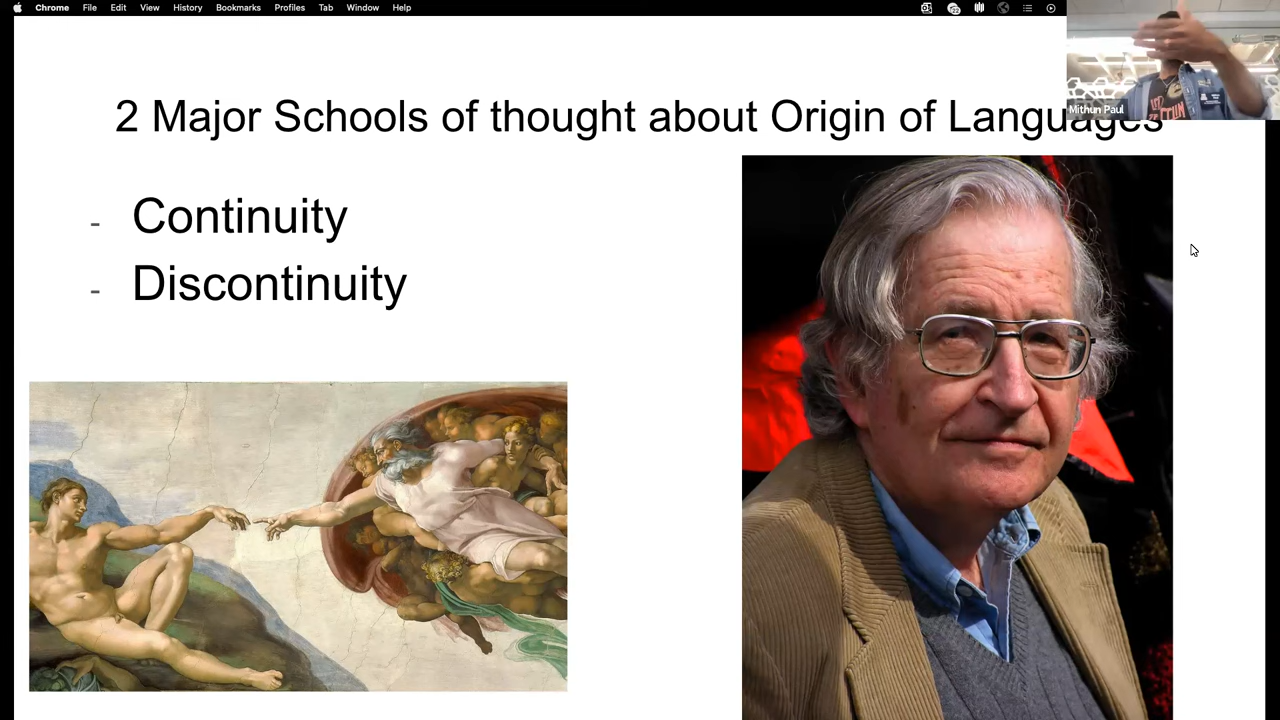 Chrome File Edit View History Bookmarks Profiles Tab Window Help
2 Major Schools of thought about Origin of Languages
Mithun Paul
- Continuity
- Discontinuity